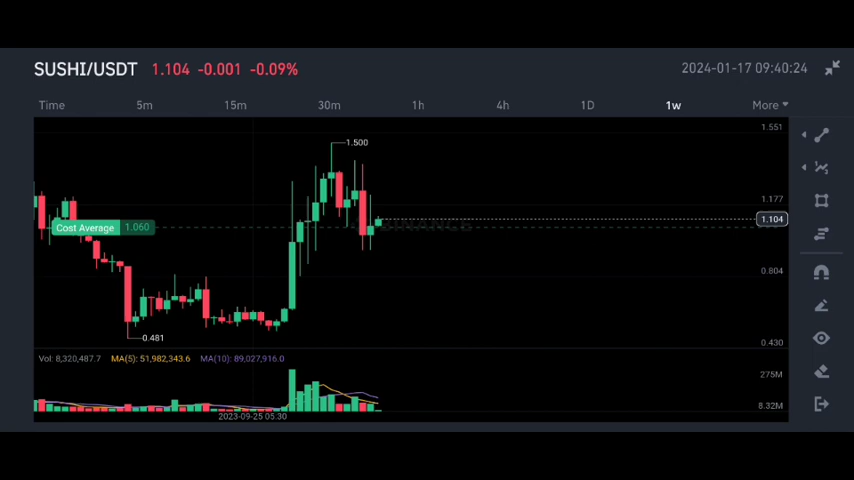 SUSHI/USDT 1.104 -0.001 -0.09% 2024-01-17 09:40:24
Time 5m 15m 30m 1h 4h 1D 1w More
1.551
1.500
1.177
1.104
Cost Average 1.060
BINANCE
0.804
0.481
0.430
Vol: 8,320,487.7 MA(5): 51,982,343.6 MA(10): 89,027,916.0
275M
8.32M
2023-09-25 05:30